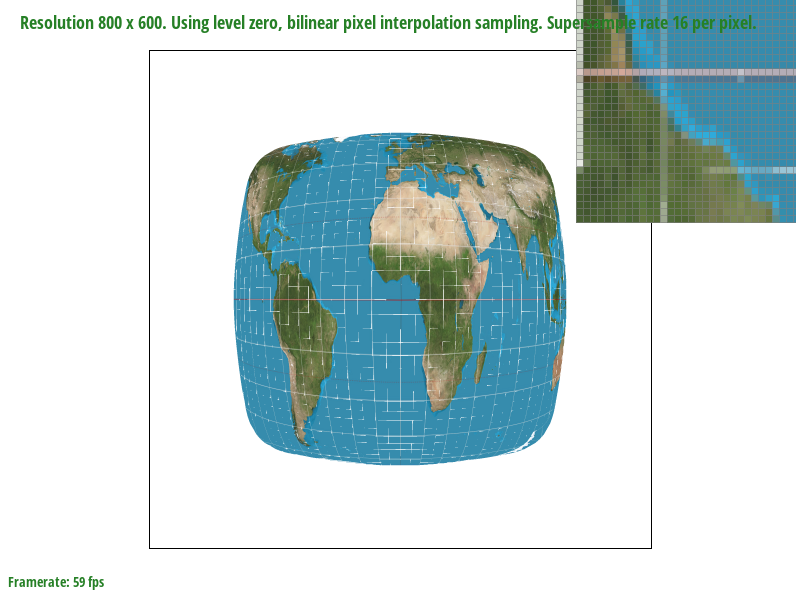 Resolution 800 x 600. Using level zero, bilinear pixel interpolation sampling. Supersample rate 16 per pixel.
Framerate: 59 fps